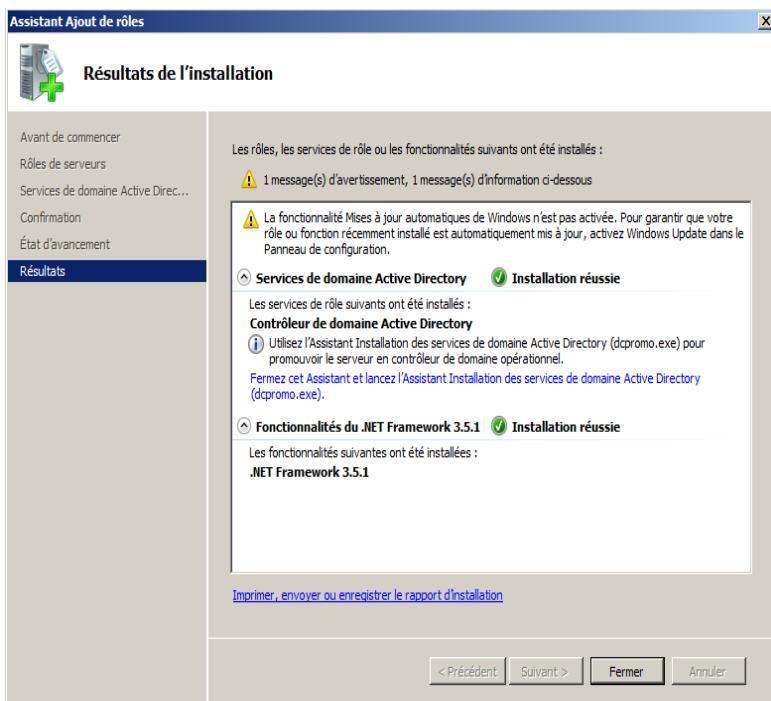 Assistant Ajout de rôles
Résultats de l'installation
Avant de commencer
Rôles de serveurs
Services de domaine Active Direc...
Confirmation
État d'avancement
Résultats
Les rôles, les services de rôle ou les fonctionnalités suivants ont été installés :
1 message(s) d'avertissement, 1 message(s) d'information ci-dessous
La fonctionnalité Mises à jour automatiques de Windows n'est pas activée. Pour garantir que votre
rôle ou fonction récemment installé est automatiquement mis à jour, activez Windows Update dans le
Panneau de configuration.
Services de domaine Active Directory Installation réussie
Les services de rôle suivants ont été installés :
Contrôleur de domaine Active Directory
Utilisez l'Assistant Installation des services de domaine Active Directory (dcpromo.exe) pour
promouvoir le serveur en contrôleur de domaine opérationnel.
Fermez cet Assistant et lancez l'Assistant Installation des services de domaine Active Directory
(dcpromo.exe).
Fonctionnalités du .NET Framework 3.5.1 Installation réussie
Les fonctionnalités suivantes ont été installées :
.NET Framework 3.5.1
Imprimer, envoyer ou enregistrer le rapport d'installation
< Précédent Suivant > Fermer Annuler